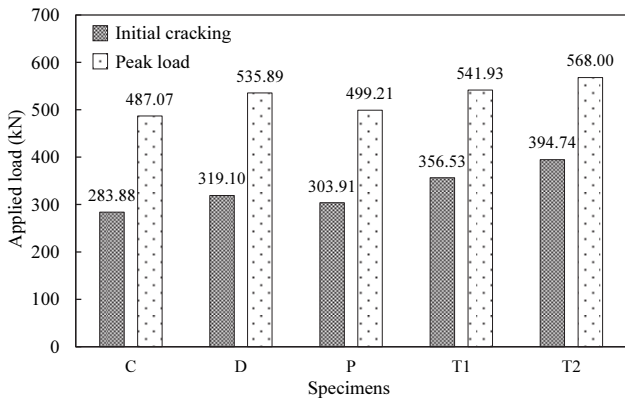 700
600
500
400
300
200
100
0
Applied load (kN)
Initial cracking
Peak load
283.88
487.07
319.10
535.89
303.91
499.21
356.53
541.93
394.74
568.00
C
D
P
T1
T2
Specimens